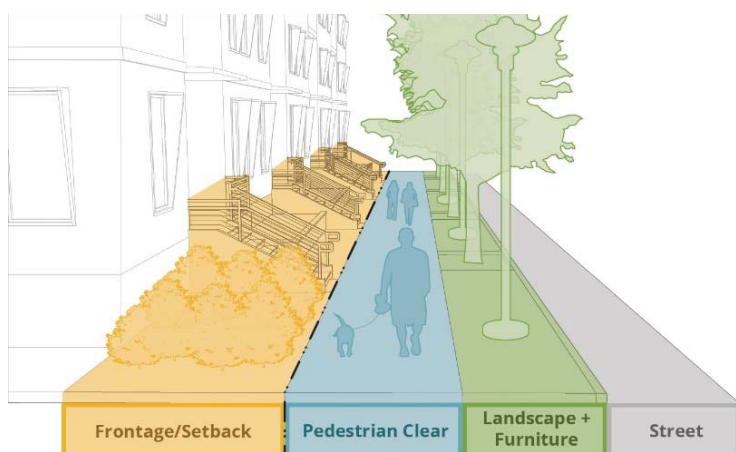 Frontage/Setback
Pedestrian Clear
Landscape +
Furniture
Street